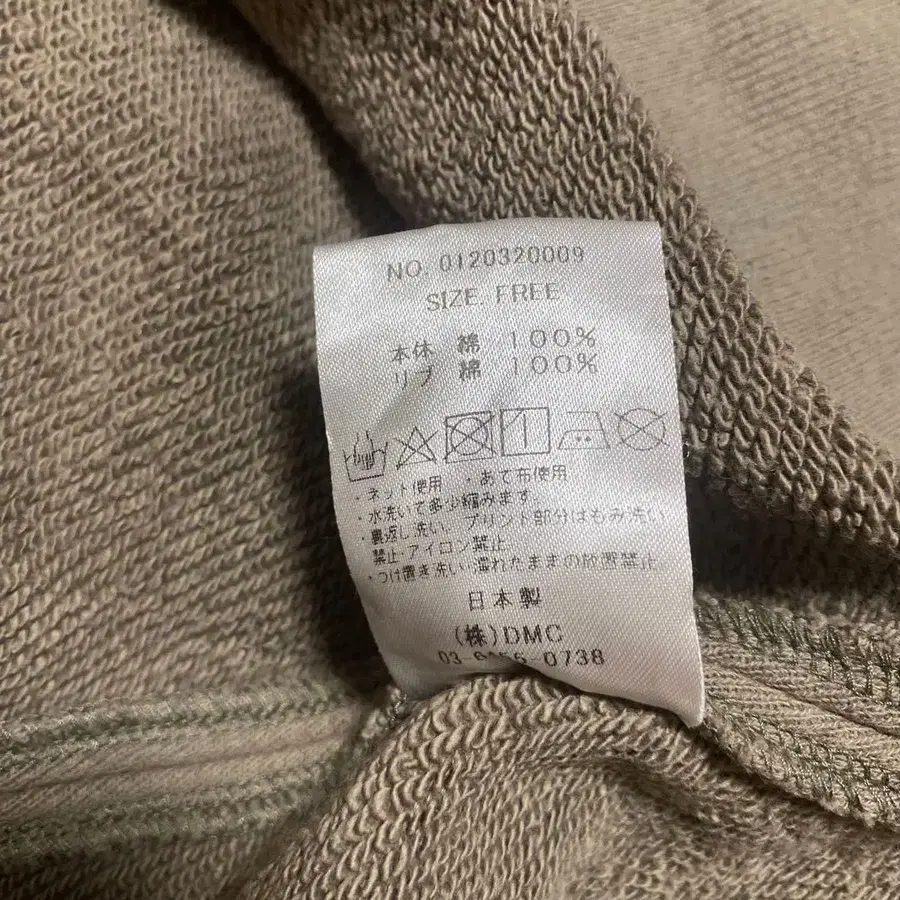 NO. 0120320009
SIZE. FREE
本体 綿 100%
リブ 綿 100%
・ネット使用 ・あて布使用
・水洗いで多少縮みます。
・裏返し洗い。プリント部分はもみ洗い
禁止・アイロン禁止
・つけ置き洗い・濡れたままの放置禁止
日本製
(株)DMC
0738